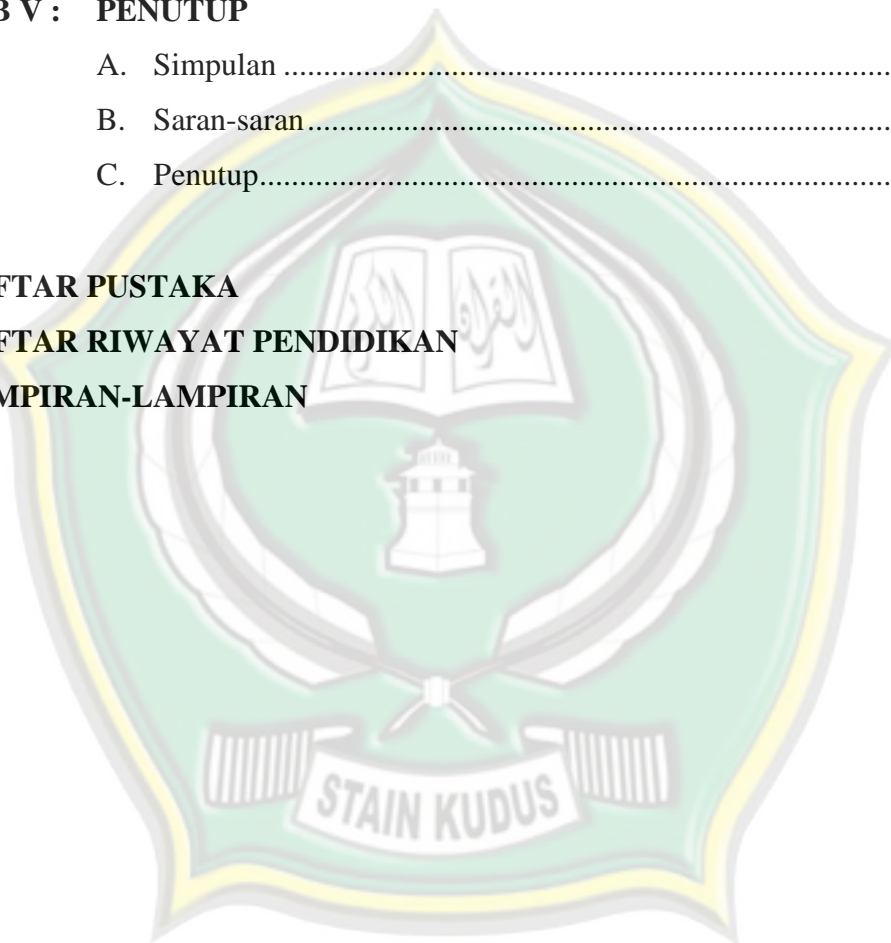 B V : PENUTUP
A. Simpulan ............................................................................
B. Saran-saran .........................................................................
C. Penutup...............................................................................
FTAR PUSTAKA
FTAR RIWAYAT PENDIDIKAN
MPIRAN-LAMPIRAN
STAIN KUDUS